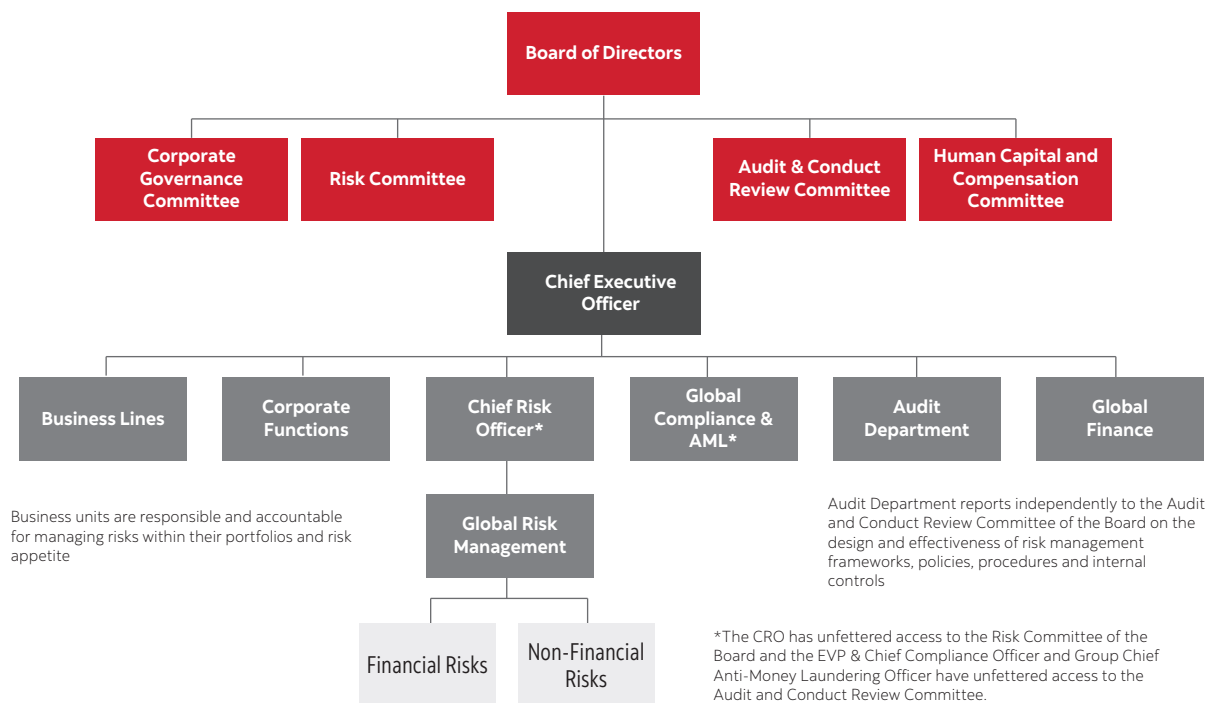 Board of Directors
Corporate
Governance
Committee
Risk Committee
Audit & Conduct
Review Committee
Human Capital and
Compensation
Committee
Chief Executive
Officer
Business Lines
Corporate
Functions
Chief Risk
Officer*
Global
Compliance &
AML*
Audit
Department
Global
Finance
Business units are responsible and accountable
for managing risks within their portfolios and risk
appetite
Global Risk
Management
Audit Department reports independently to the Audit
and Conduct Review Committee of the Board on the
design and effectiveness of risk management
frameworks, policies, procedures and internal
controls
Financial Risks
Non-Financial
Risks
*The CRO has unfettered access to the Risk Committee of the
Board and the EVP & Chief Compliance Officer and Group Chief
Anti-Money Laundering Officer have unfettered access to the
Audit and Conduct Review Committee.